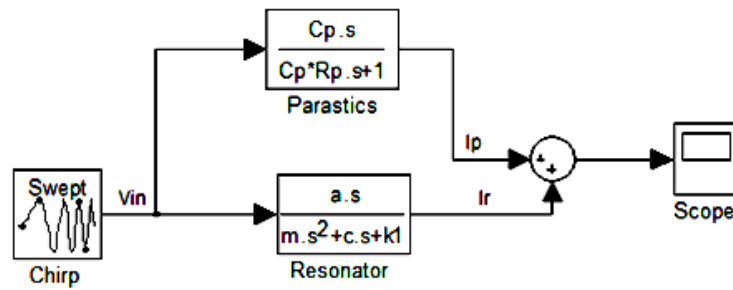 Cp.s
Cp*Rp.s+1
Parastics
Ip
Swept
Vin
Chirp
a.s
m.s²+c.s+k1
Resonator
Ir
+
+
Scope